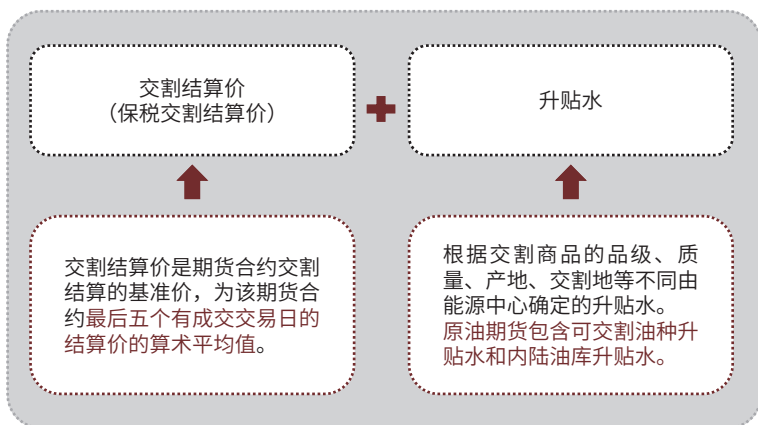 交割结算价
（保税交割结算价）
升贴水
交割结算价是期货合约交割
结算的基准价，为该期货合
约最后五个有成交交易日的
结算价的算术平均值。
根据交割商品的品级、质
量、产地、交割地等不同由
能源中心确定的升贴水。
原油期货包含可交割油种升
贴水和内陆油库升贴水。